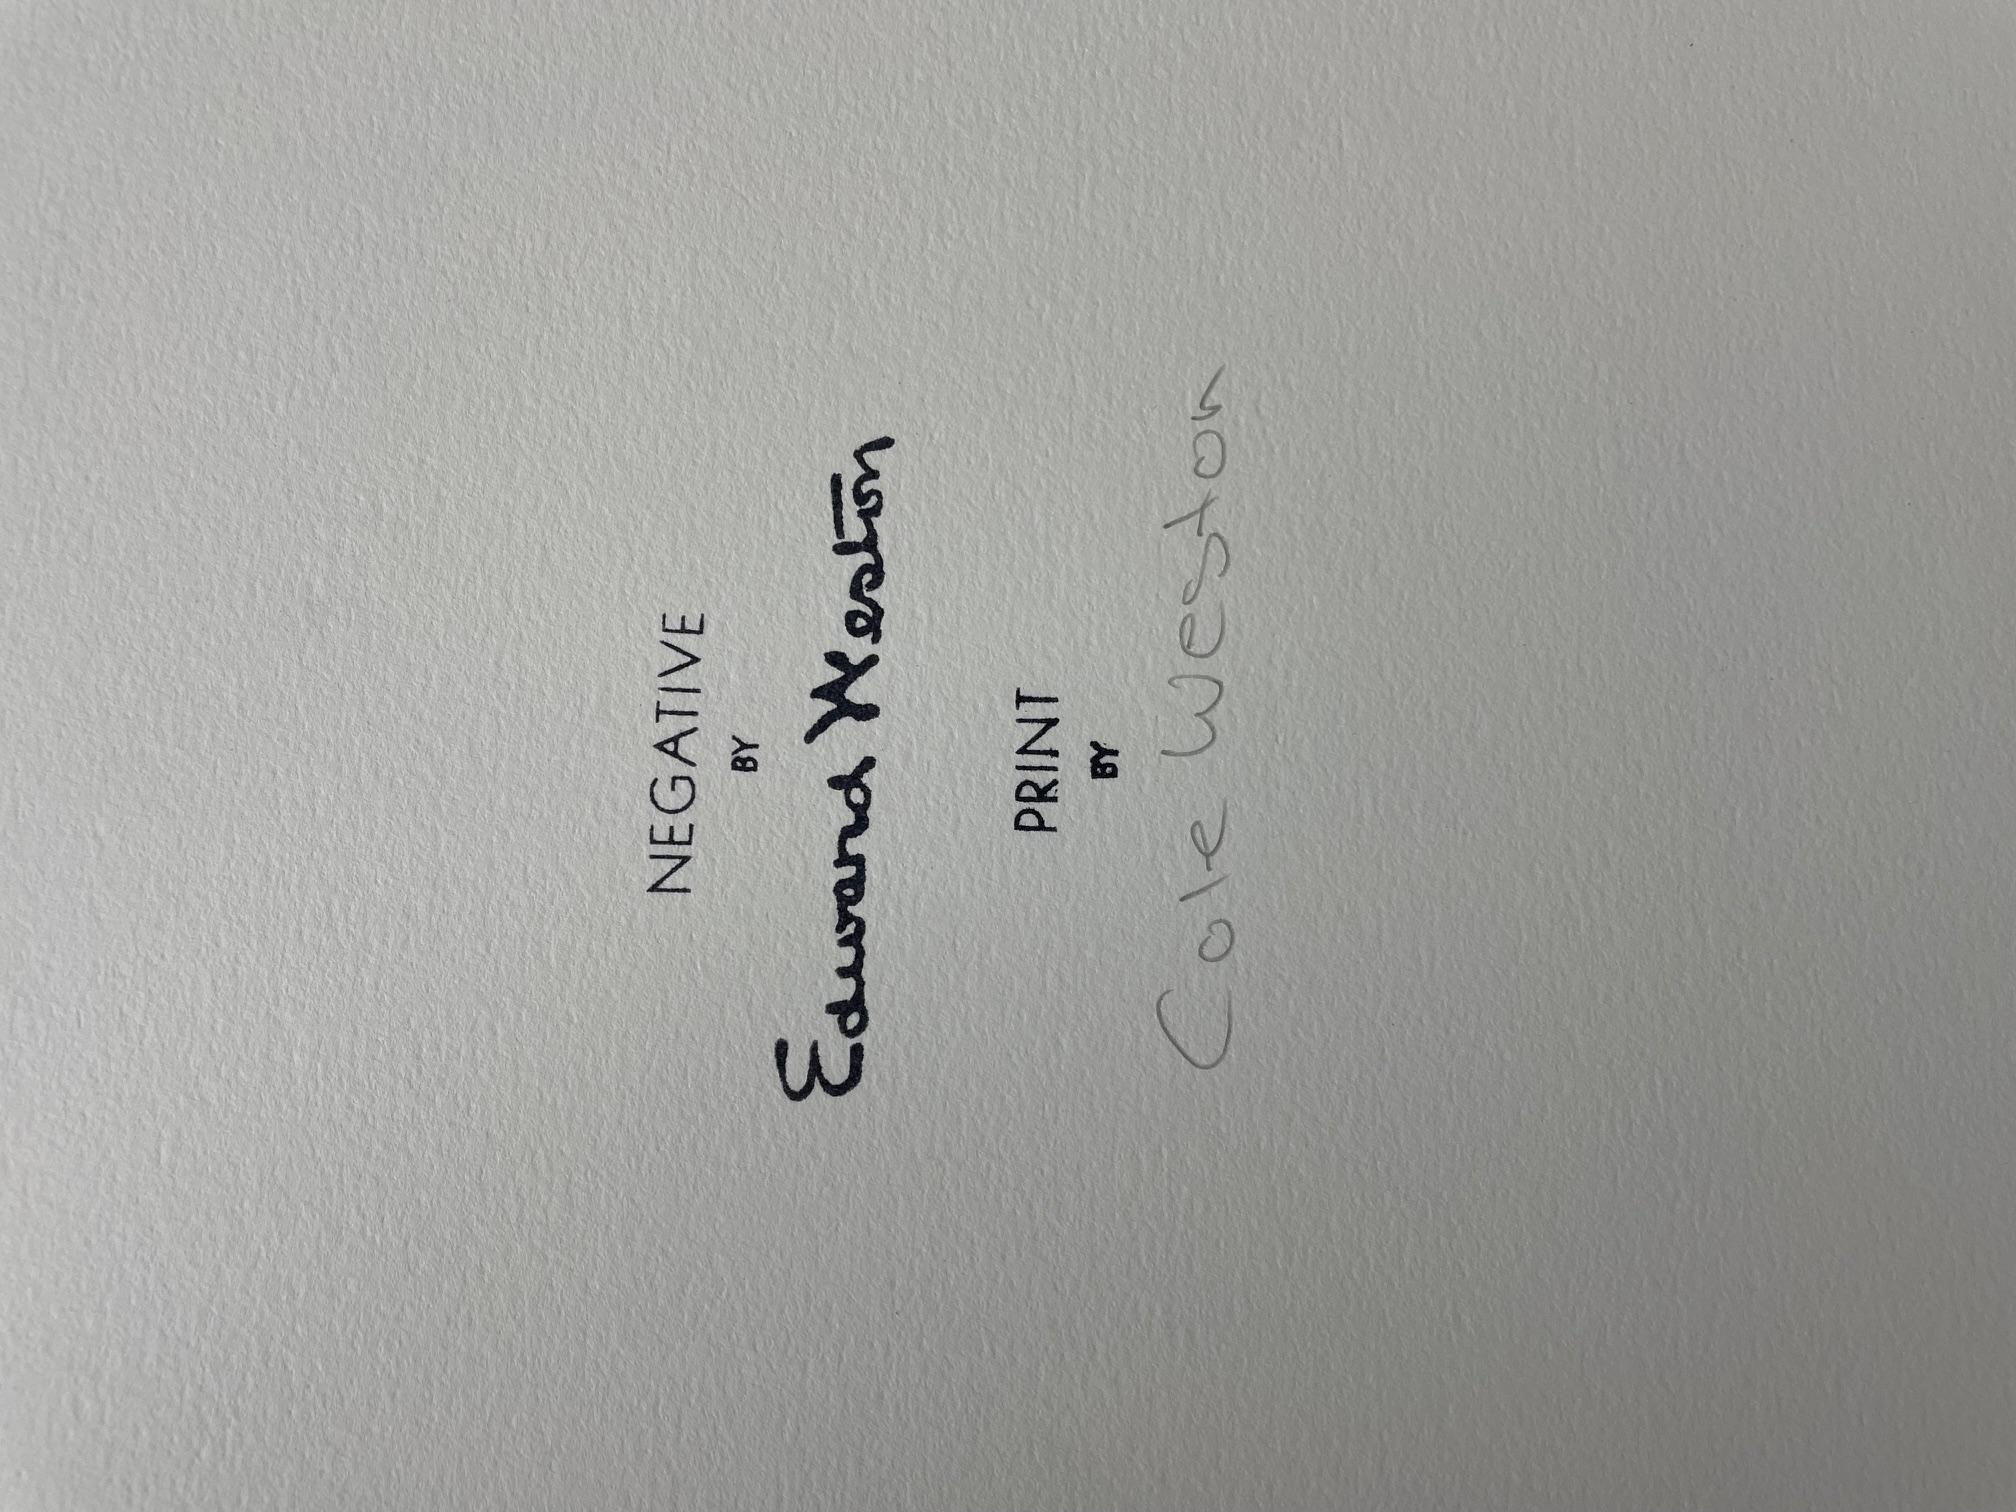 NEGATIVE
BY
Edward Weston
PRINT
BY
Cole Weston